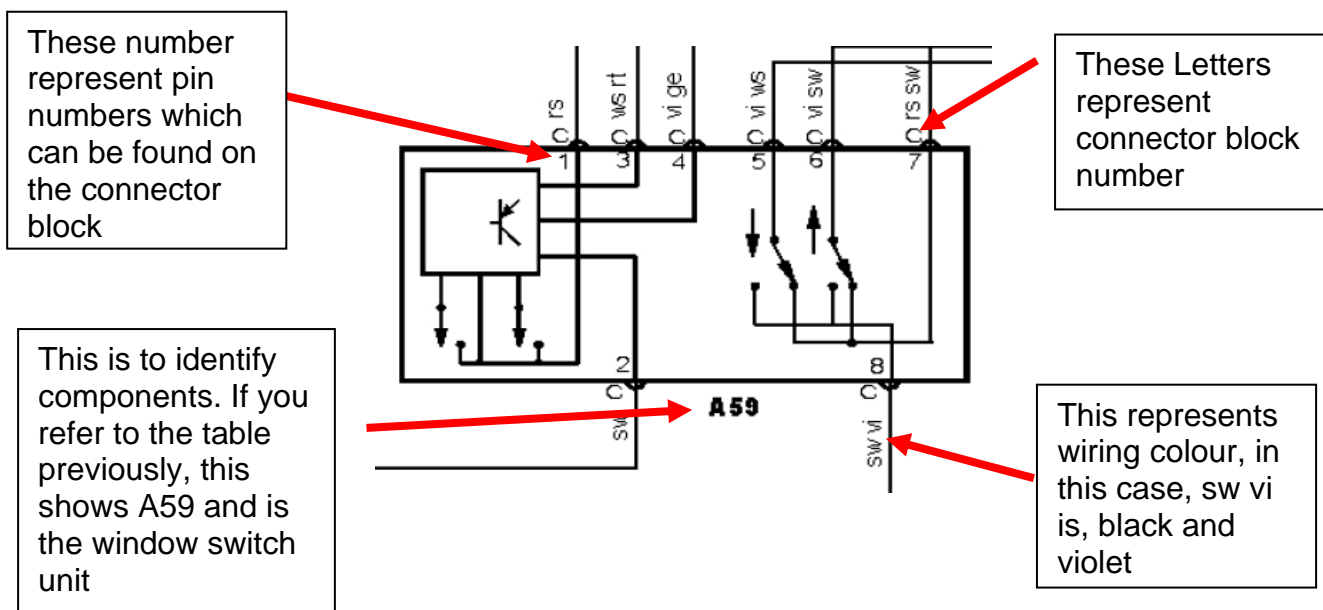 These number
represent pin
numbers which
can be found on
the connector
block
rs
ws rt
vi ge
vi ws
vi sw
rs sw
C C C C C C
1 3 4 5 6 7
These Letters
represent
connector block
number
This is to identify
components. If you
refer to the table
previously, this
shows A59 and is
the window switch
unit
2
C
sw
A59
8
C
sw vi
This represents
wiring colour, in
this case, sw vi
is, black and
violet